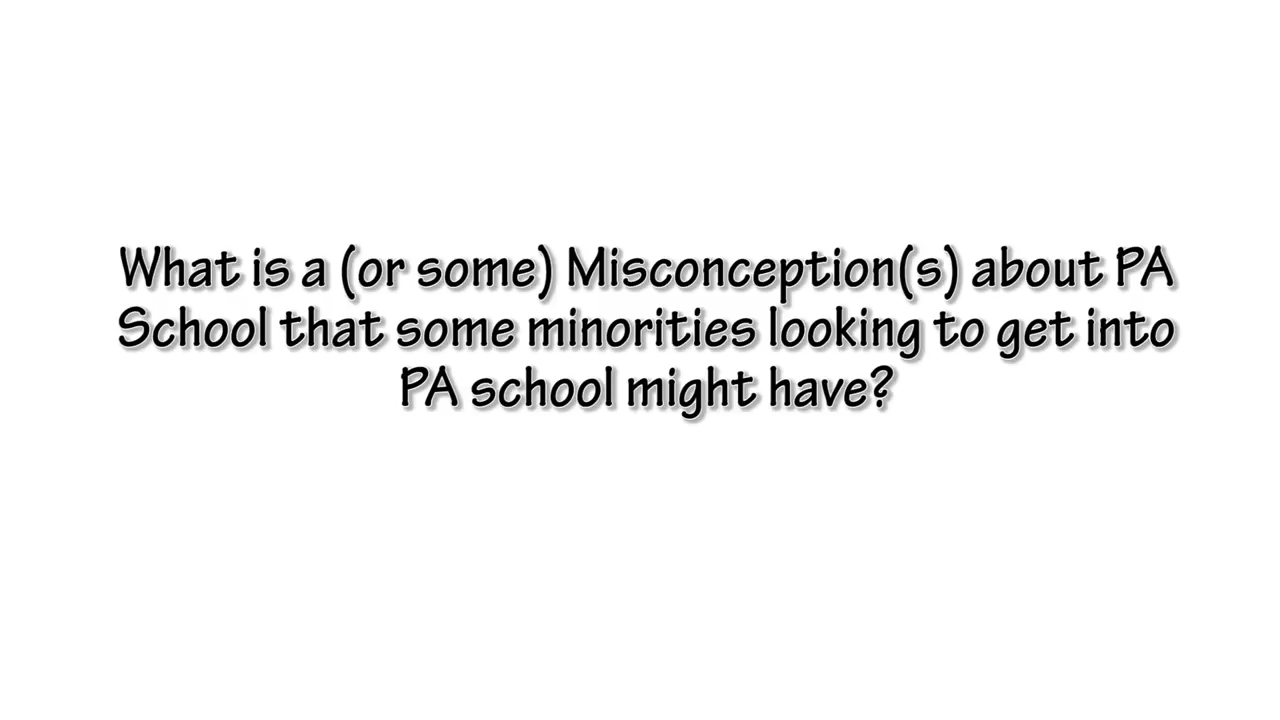 What is a (or some) Misconception(s) about PA
School that some minorities looking to get into
PA school might have?